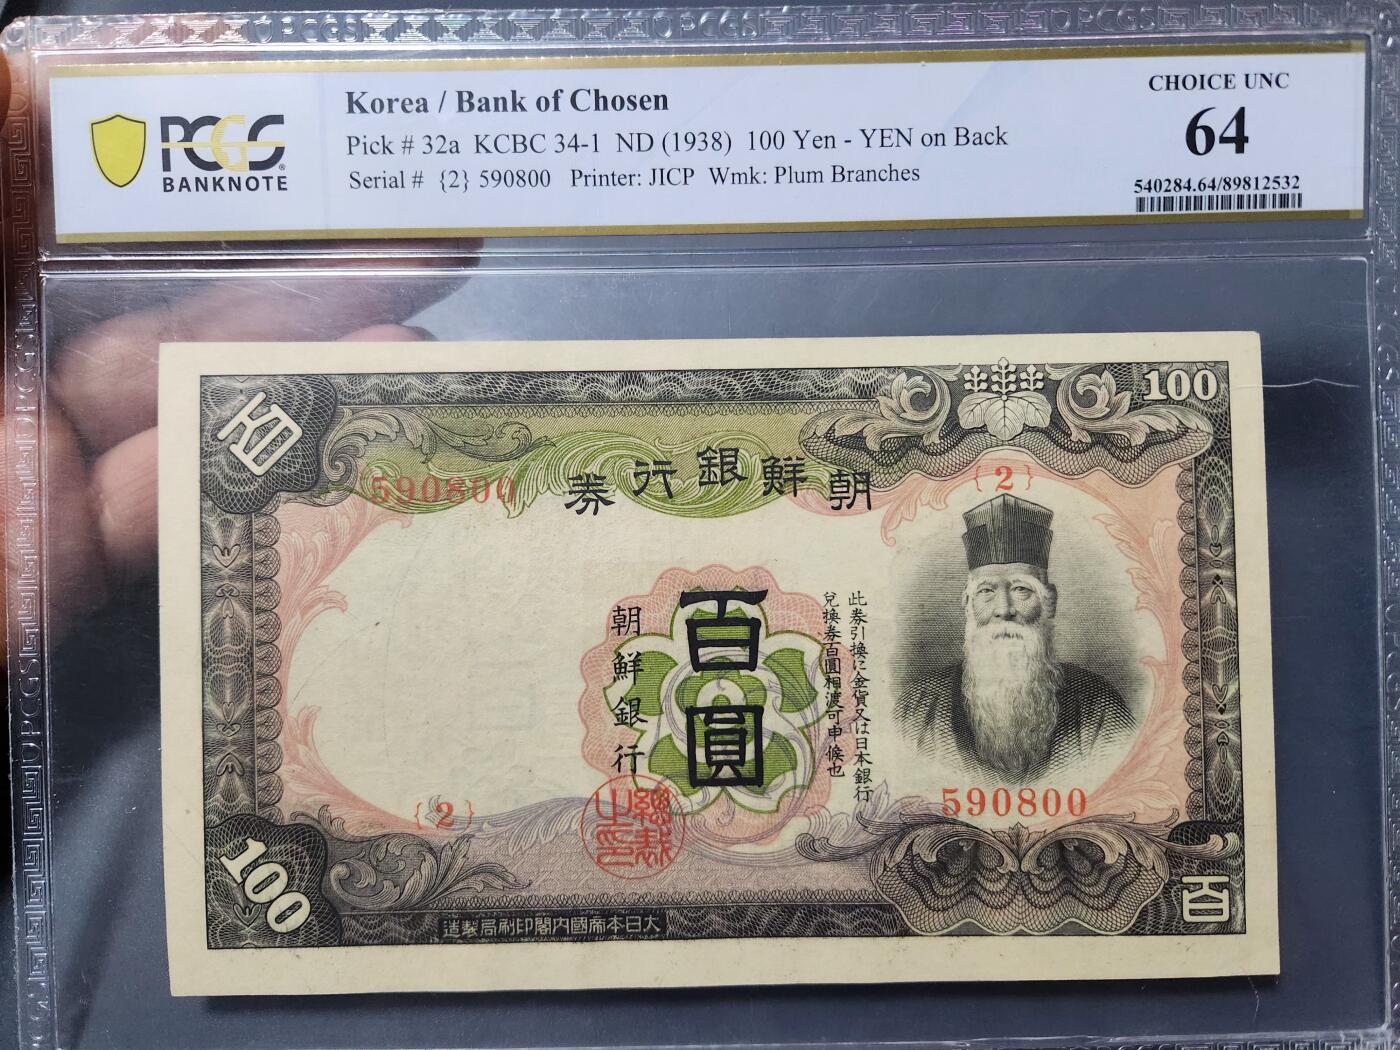 PCGS
BANKNOTE
Korea / Bank of Chosen
Pick # 32a KCBC 34-1 ND (1938) 100 Yen - YEN on Back
Serial # {2} 590800 Printer: JICP Wmk: Plum Branches
CHOICE UNC
64
540284.64/89812532
100
590800
券行銀鮮朝
{2}
百圓
此券引換に金貨又は日本銀行
兌換券百圓相渡可申候也
朝鮮銀行
總裁
之印
590800
{2}
100
百
造製局刷印閣內國帝本日大